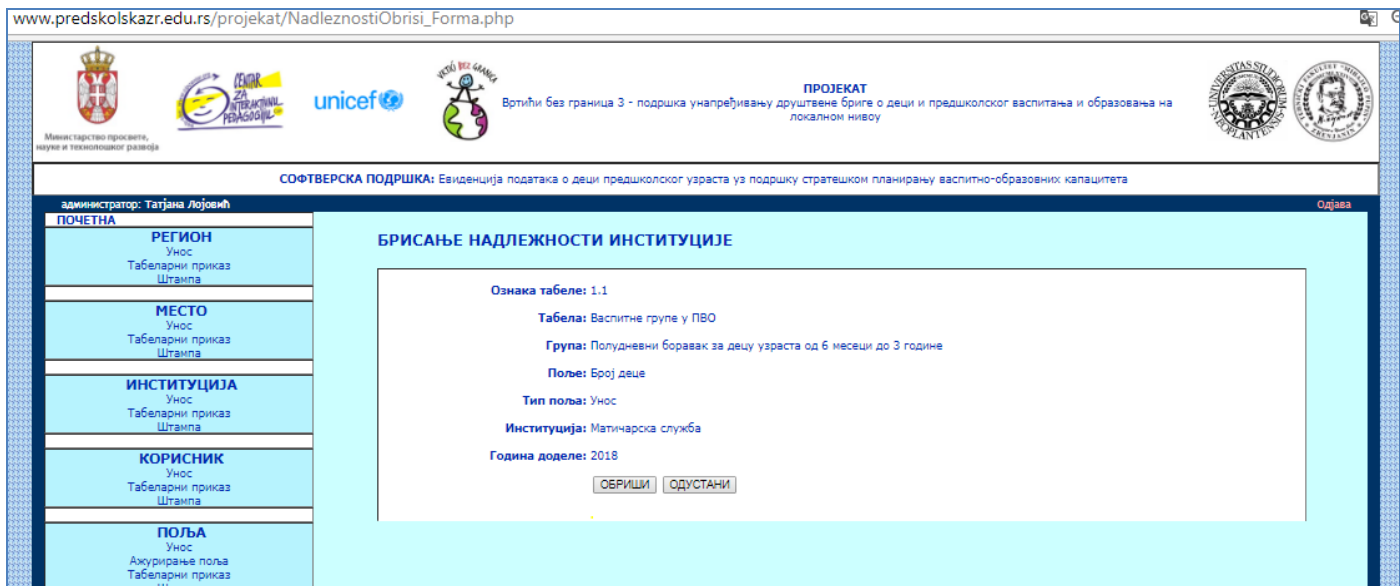 www.predskolskazr.edu.rs/projekat/NadleznostiObrisi_Forma.php
Министарство просвете,
науке и технолошког развоја
CENTAR
ZA
INTERAKTIVNU
PEDAGOGIJU
unicef
VRTIĆ BEZ GRANICA
ПРОЈЕКАТ
Вртићи без граница 3 - подршка унапређивању друштвене бриге о деци и предшколског васпитања и образовања на
локалном нивоу
СОФТВЕРСКА ПОДРШКА: Евиденција података о деци предшколског узраста уз подршку стратешком планирању васпитно-образовних капацитета
администратор: Татјана Лојовић
Одјава
ПОЧЕТНА
РЕГИОН
Унос
Табеларни приказ
Штампа
МЕСТО
Унос
Табеларни приказ
Штампа
ИНСТИТУЦИЈА
Унос
Табеларни приказ
Штампа
КОРИСНИК
Унос
Табеларни приказ
Штампа
ПОЉА
Унос
Ажурирање поља
Табеларни приказ
БРИСАЊЕ НАДЛЕЖНОСТИ ИНСТИТУЦИЈЕ
Ознака табеле: 1.1
Табела: Васпитне групе у ПВО
Група: Полудневни боравак за децу узраста од 6 месеци до 3 године
Поље: Број деце
Тип поља: Унос
Институција: Матичарска служба
Година доделе: 2018
ОБРИШИ ОДУСТАНИ